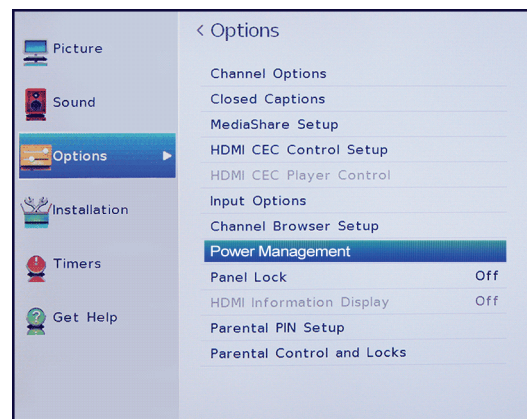 Picture
Sound
Options
Installation
Timers
Get Help
< Options
Channel Options
Closed Captions
MediaShare Setup
HDMI CEC Control Setup
HDMI CEC Player Control
Input Options
Channel Browser Setup
Power Management
Panel Lock Off
HDMI Information Display Off
Parental PIN Setup
Parental Control and Locks